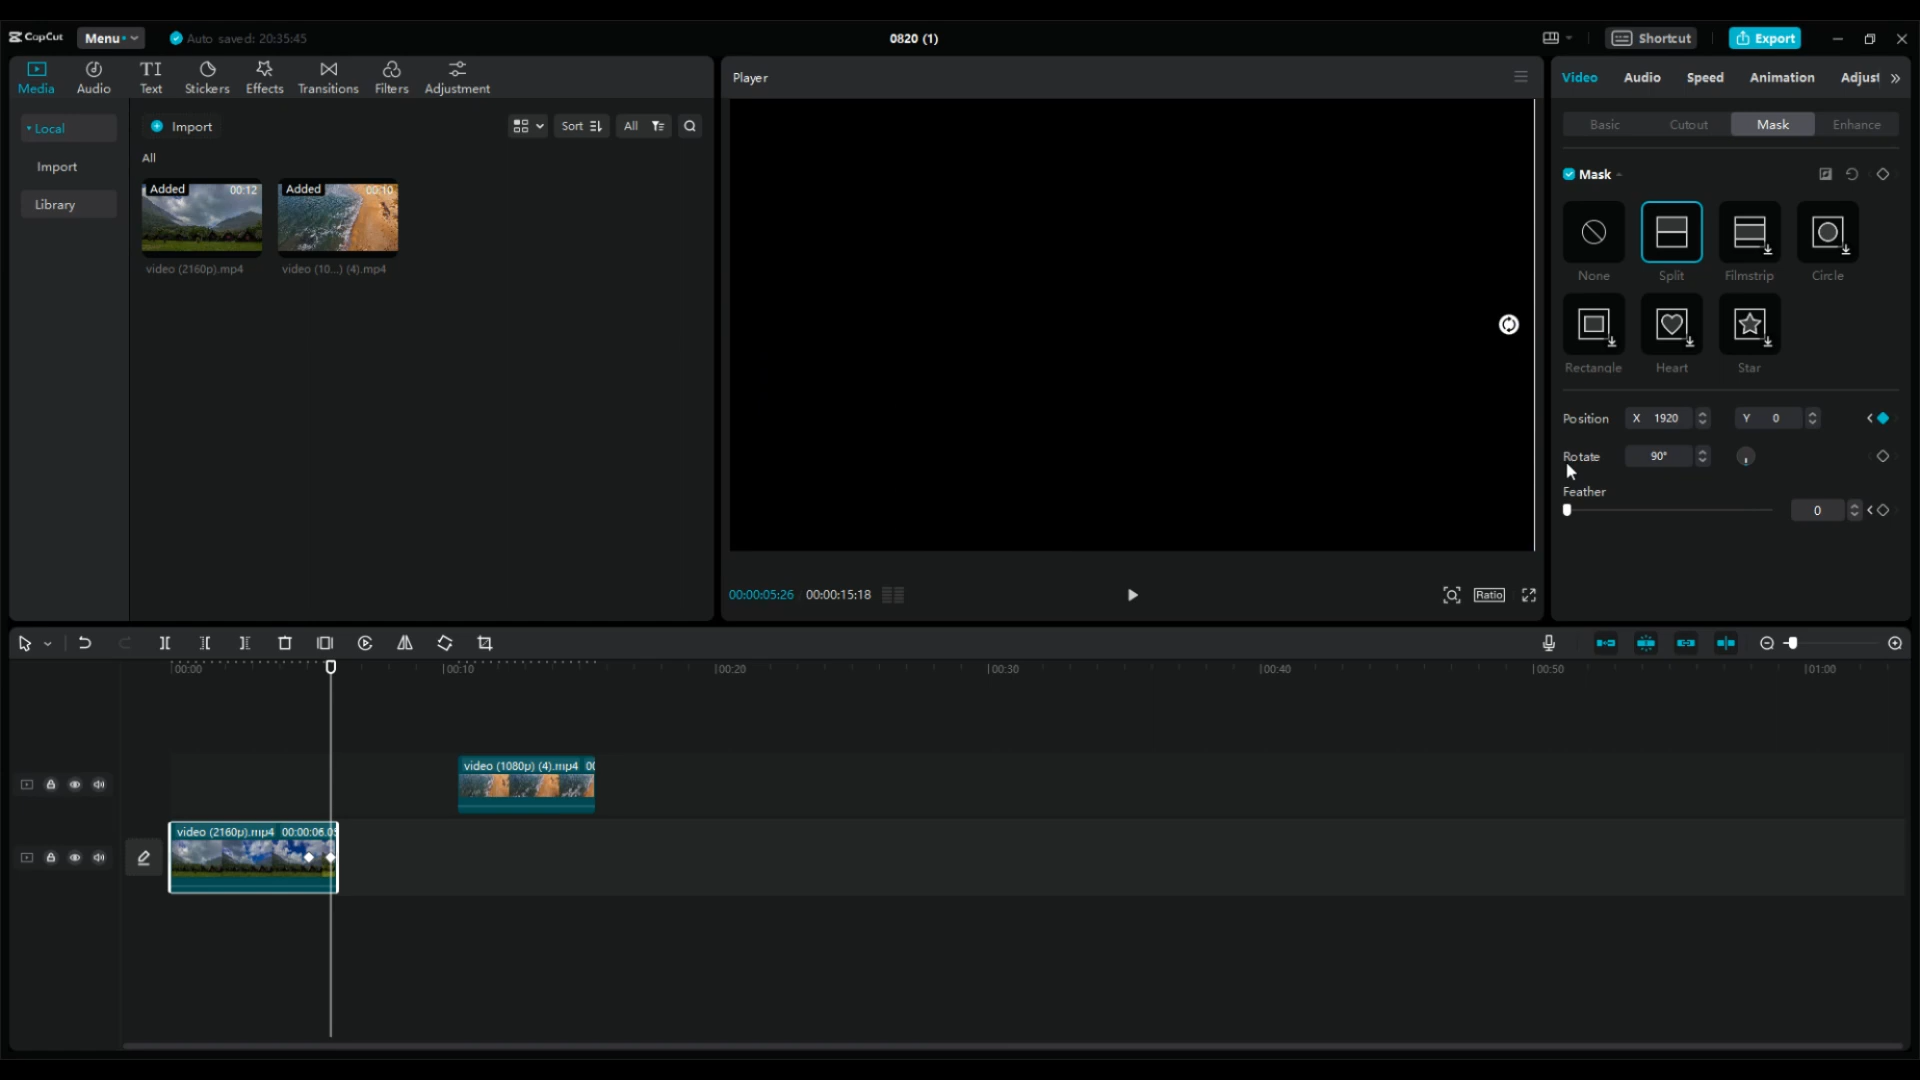 CapCut
Menu
Auto saved: 20:35:45
0820 (1)
Shortcut
Export
Media
Audio
Text
Stickers
Effects
Transitions
Filters
Adjustment
Local
Import
Library
Import
Sort
All
All
Added 00:12
Added 00:10
video (2160p).mp4
video (10...) (4).mp4
Player
00:00:05:26 00:00:15:18
Ratio
Video
Audio
Speed
Animation
Adjust
Basic
Cutout
Mask
Enhance
Mask
None
Split
Filmstrip
Circle
Rectangle
Heart
Star
Position X 1920 Y 0
Rotate 90°
Feather
0
00:00 00:10 00:20 00:30 00:40 00:50 01:00
video (1080p) (4).mp4
video (2160p).mp4 00:00:06